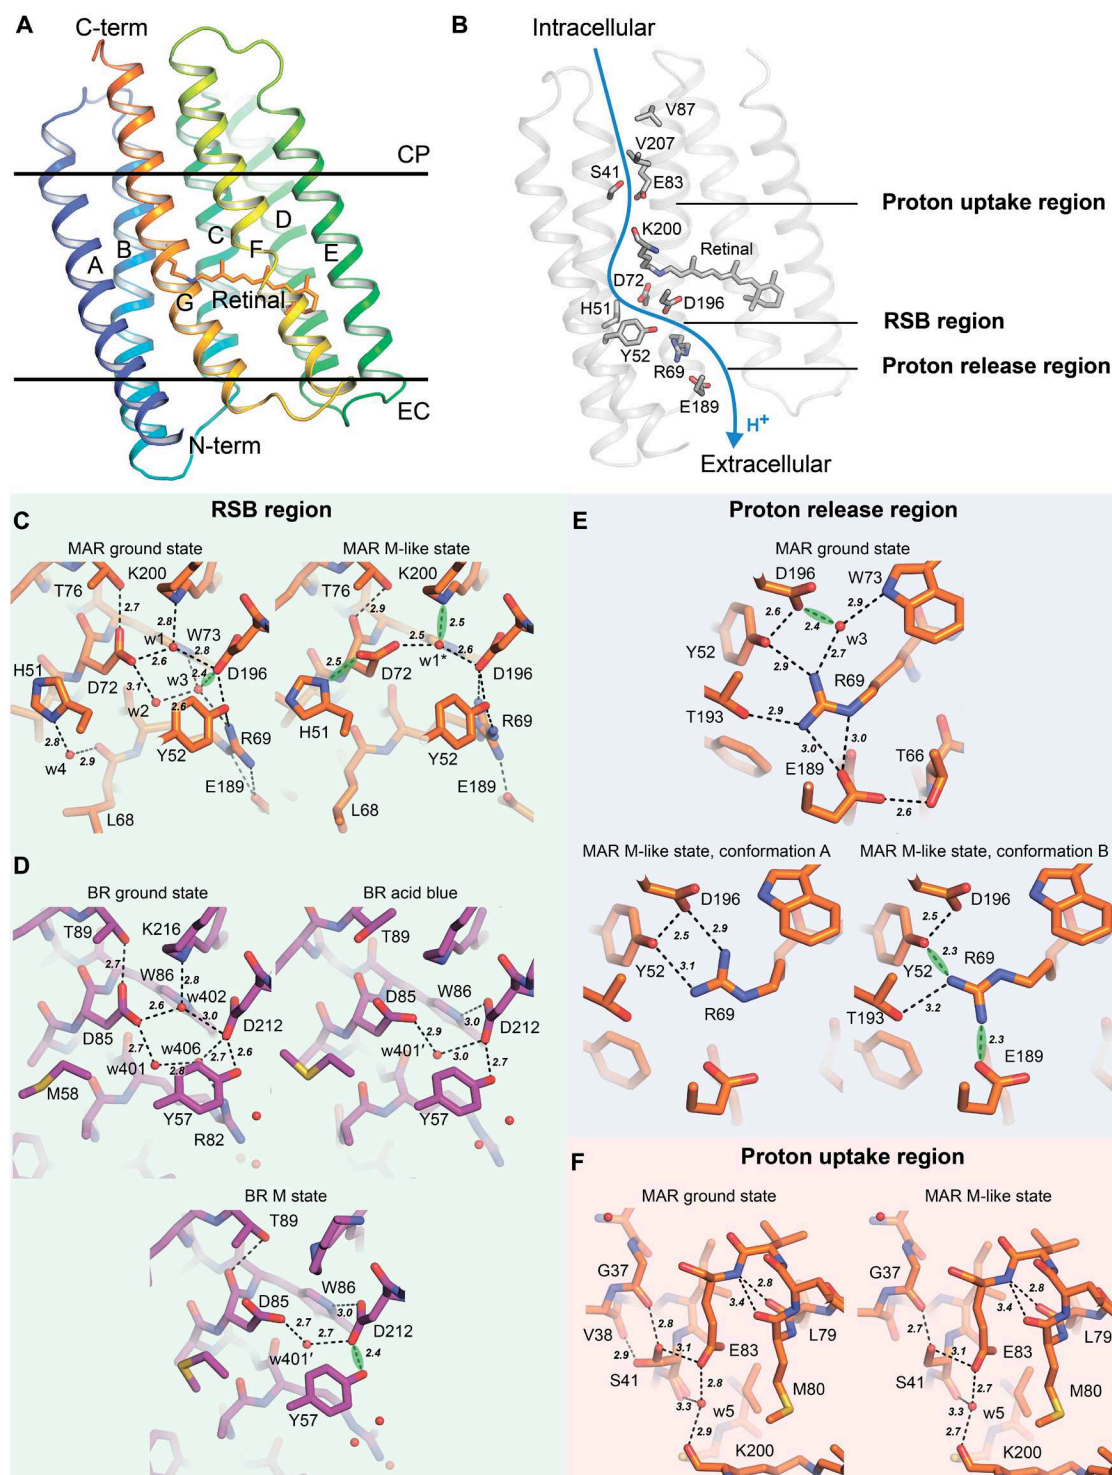 A
C-term
CP
A
B
C
D
E
F
G
Retinal
EC
N-term
B
Intracellular
V87
V207
S41
E83
Proton uptake region
K200
Retinal
D72
D196
H51
RSB region
Y52
R69
Proton release region
E189
H+
Extracellular
C
RSB region
MAR ground state
T76
K200
2.7
2.8
w1
W73
2.8
2.6
2.4
H51
D72
3.1
w3
D196
w2
2.6
2.8
R69
w4
2.9
Y52
E189
L68
MAR M-like state
T76
K200
2.9
2.5
2.5
2.6
2.5
w1*
D72
D196
H51
R69
Y52
E189
L68
D
BR ground state
T89
K216
2.7
2.8
W86
w402
2.6
3.0
D85
D212
2.7
w406
2.6
w401
2.7
2.8
M58
Y57
R82
BR acid blue
T89
D85
W86
2.9
3.0
D212
w401′
3.0
2.7
Y57
BR M state
T89
W86
D85
3.0
2.7
2.7
D212
w401′
2.4
Y57
E
Proton release region
MAR ground state
D196
W73
2.6
2.9
2.4
w3
Y52
2.7
2.9
R69
T193
2.9
3.0
3.0
E189
T66
2.6
MAR M-like state, conformation A
D196
2.5
2.9
Y52
3.1
R69
MAR M-like state, conformation B
D196
2.5
2.3
R69
Y52
T193
3.2
2.3
E189
F
Proton uptake region
MAR ground state
G37
2.8
3.4
2.8
V38
L79
2.9
3.1
E83
S41
2.8
M80
3.3
w5
2.9
K200
MAR M-like state
G37
2.8
3.4
2.7
L79
3.1
E83
S41
2.7
M80
3.3
w5
2.7
K200